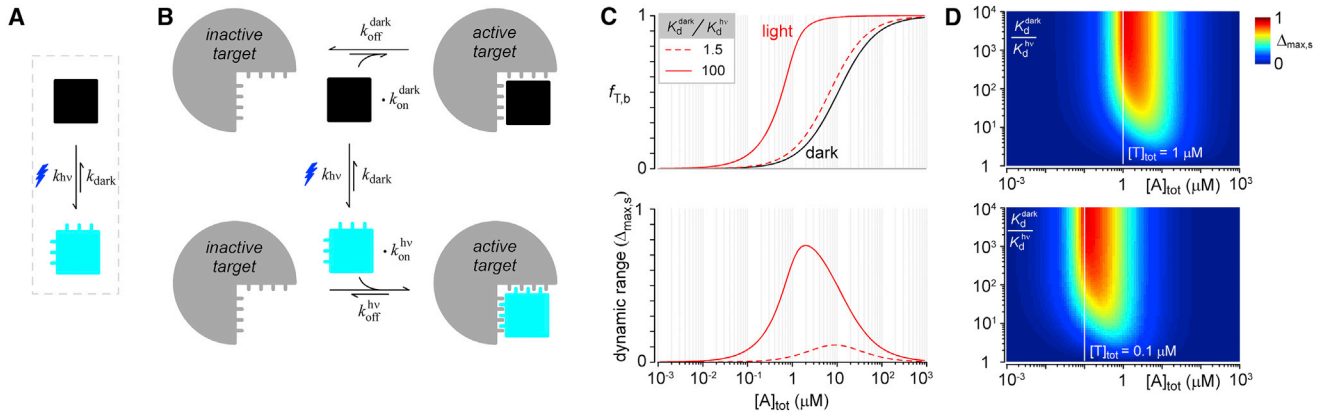 A
k_hν
k_dark
B
inactive
target
k_off^dark
active
target
· k_on^dark
k_hν
k_dark
inactive
target
· k_on^hν
k_off^hν
active
target
C
K_d^dark / K_d^hν
1.5
100
light
dark
f_T,b
1
0
dynamic range (Δ_max,s)
1
0
10^-3
10^-2
10^-1
1
10
10^2
10^3
[A]_tot (μM)
D
K_d^dark / K_d^hν
10^4
10^3
10^2
10
1
[T]_tot = 1 μM
10^-3
1
[A]_tot (μM)
10^3
1
Δ_max,s
0
K_d^dark / K_d^hν
10^4
10^3
10^2
10
1
[T]_tot = 0.1 μM
10^-3
1
[A]_tot (μM)
10^3